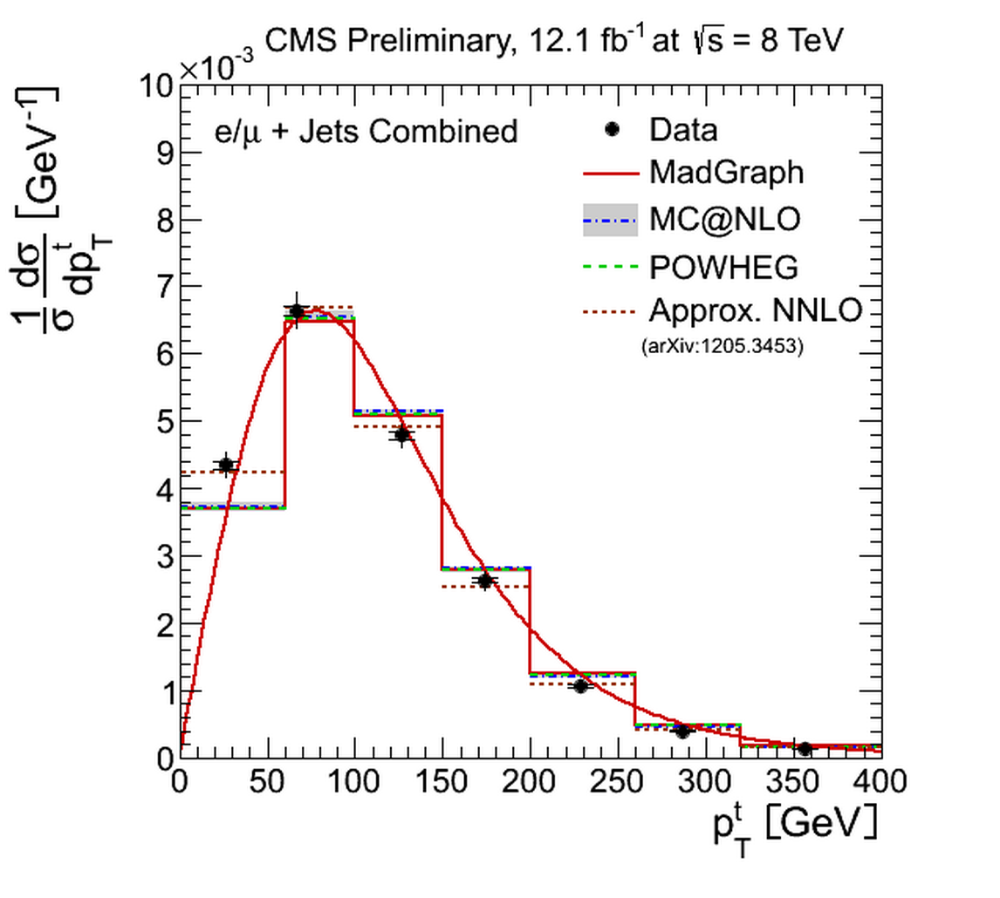 CMS Preliminary, 12.1 fb⁻¹ at √s = 8 TeV
×10⁻³
1/σ dσ/dp_T^t [GeV⁻¹]
e/μ + Jets Combined
Data
MadGraph
MC@NLO
POWHEG
Approx. NNLO
(arXiv:1205.3453)
10
9
8
7
6
5
4
3
2
1
0
0 50 100 150 200 250 300 350 400
p_T^t [GeV]